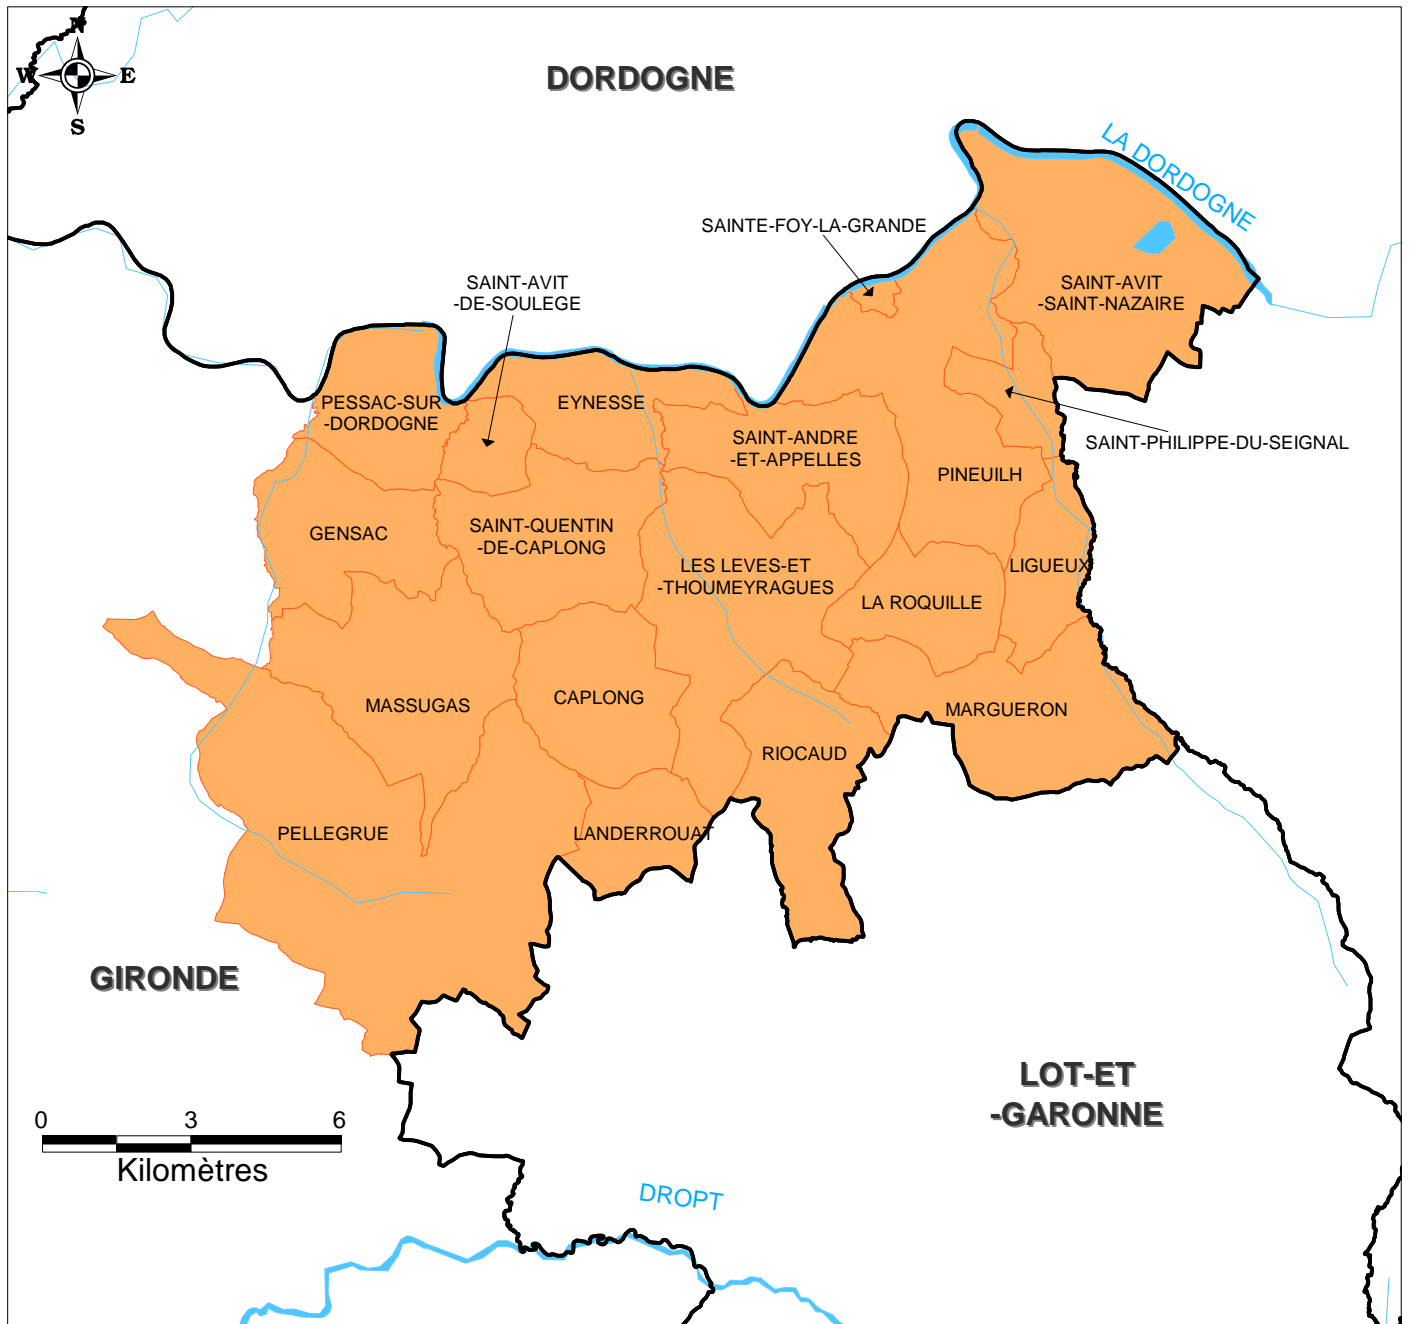 N
W
E
S
DORDOGNE
LA DORDOGNE
SAINTE-FOY-LA-GRANDE
SAINT-AVIT
-DE-SOULEGE
SAINT-AVIT
-SAINT-NAZAIRE
PESSAC-SUR
-DORDOGNE
EYNESSE
SAINT-ANDRE
-ET-APPELLES
SAINT-PHILIPPE-DU-SEIGNAL
PINEUILH
GENSAC
SAINT-QUENTIN
-DE-CAPLONG
LES LEVES-ET
-THOUMEYRAGUES
LIGUEUX
LA ROQUILLE
MASSUGAS
CAPLONG
MARGUERON
RIOCAUD
PELLEGRUE
LANDERROUAT
GIRONDE
LOT-ET
-GARONNE
0 3 6
Kilomètres
DROPT